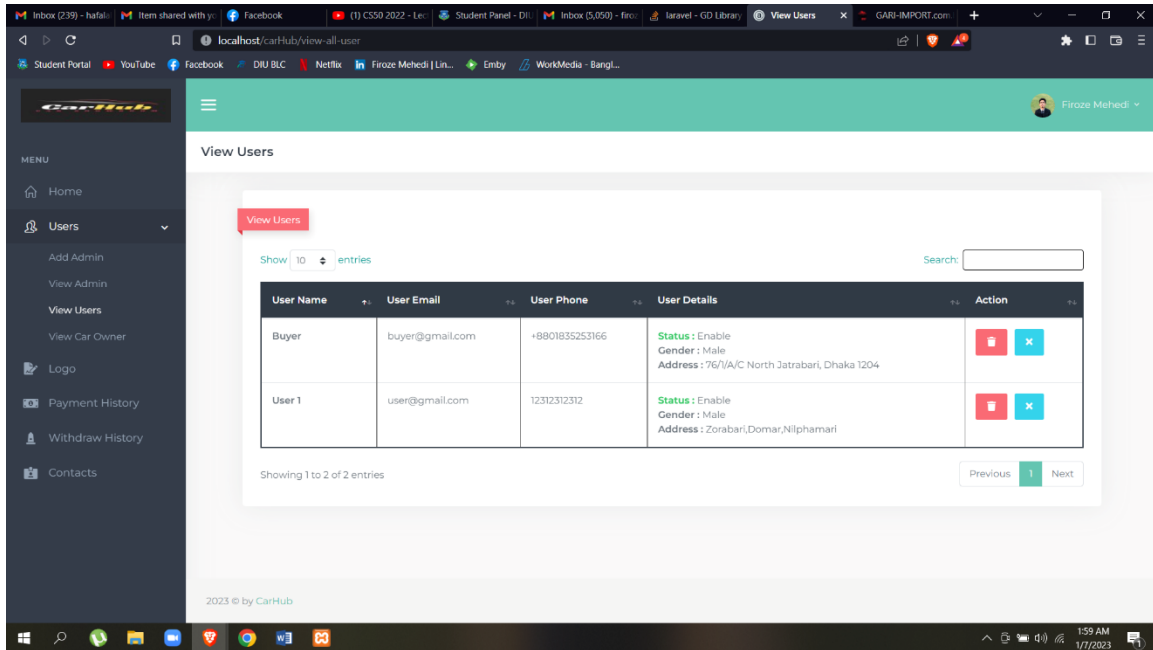 Inbox (239) - hafala
Item shared with yo
Facebook
(1) CS50 2022 - Lec
Student Panel - DIU
Inbox (5,050) - firoz
laravel - GD Library
View Users
GARI-IMPORT.com
localhost/carHub/view-all-user
Student Portal
YouTube
Facebook
DIU BLC
Netflix
Firoze Mehedi | Lin...
Emby
WorkMedia - Bangl...
CarHub
Firoze Mehedi
MENU
View Users
Home
Users
Add Admin
View Admin
View Users
View Car Owner
Logo
Payment History
Withdraw History
Contacts
View Users
Show 10 entries
Search:
User Name User Email User Phone User Details Action
Buyer buyer@gmail.com +8801835253166 Status : Enable
Gender : Male
Address : 76/1/A/C North Jatrabari, Dhaka 1204
User 1 user@gmail.com 12312312312 Status : Enable
Gender : Male
Address : Zorabari,Domar,Nilphamari
Showing 1 to 2 of 2 entries
Previous 1 Next
2023 © by CarHub
1:59 AM
1/7/2023